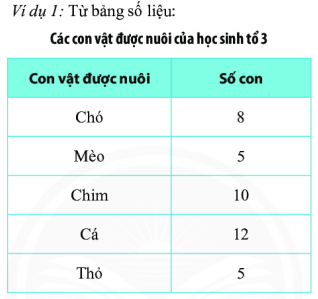 Ví dụ 1: Từ bảng số liệu:
Các con vật được nuôi của học sinh tổ 3
Con vật được nuôi Số con
Chó 8
Mèo 5
Chim 10
Cá 12
Thỏ 5